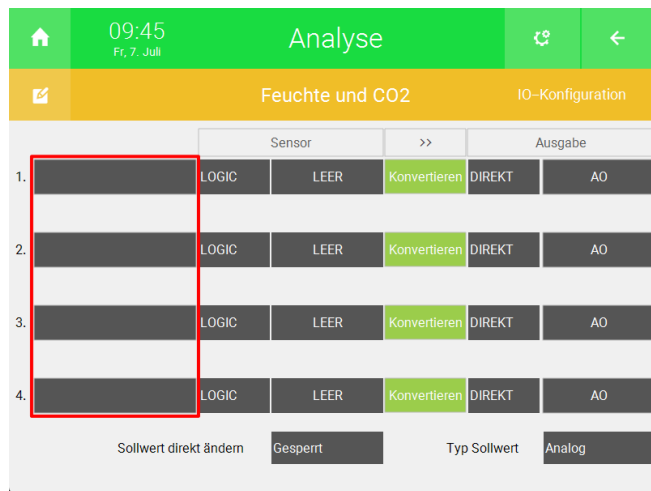 09:45
Fr, 7. Juli
Analyse
Feuchte und CO2
IO-Konfiguration
Sensor >> Ausgabe
1. LOGIC LEER Konvertieren DIREKT AO
2. LOGIC LEER Konvertieren DIREKT AO
3. LOGIC LEER Konvertieren DIREKT AO
4. LOGIC LEER Konvertieren DIREKT AO
Sollwert direkt ändern Gesperrt Typ Sollwert Analog